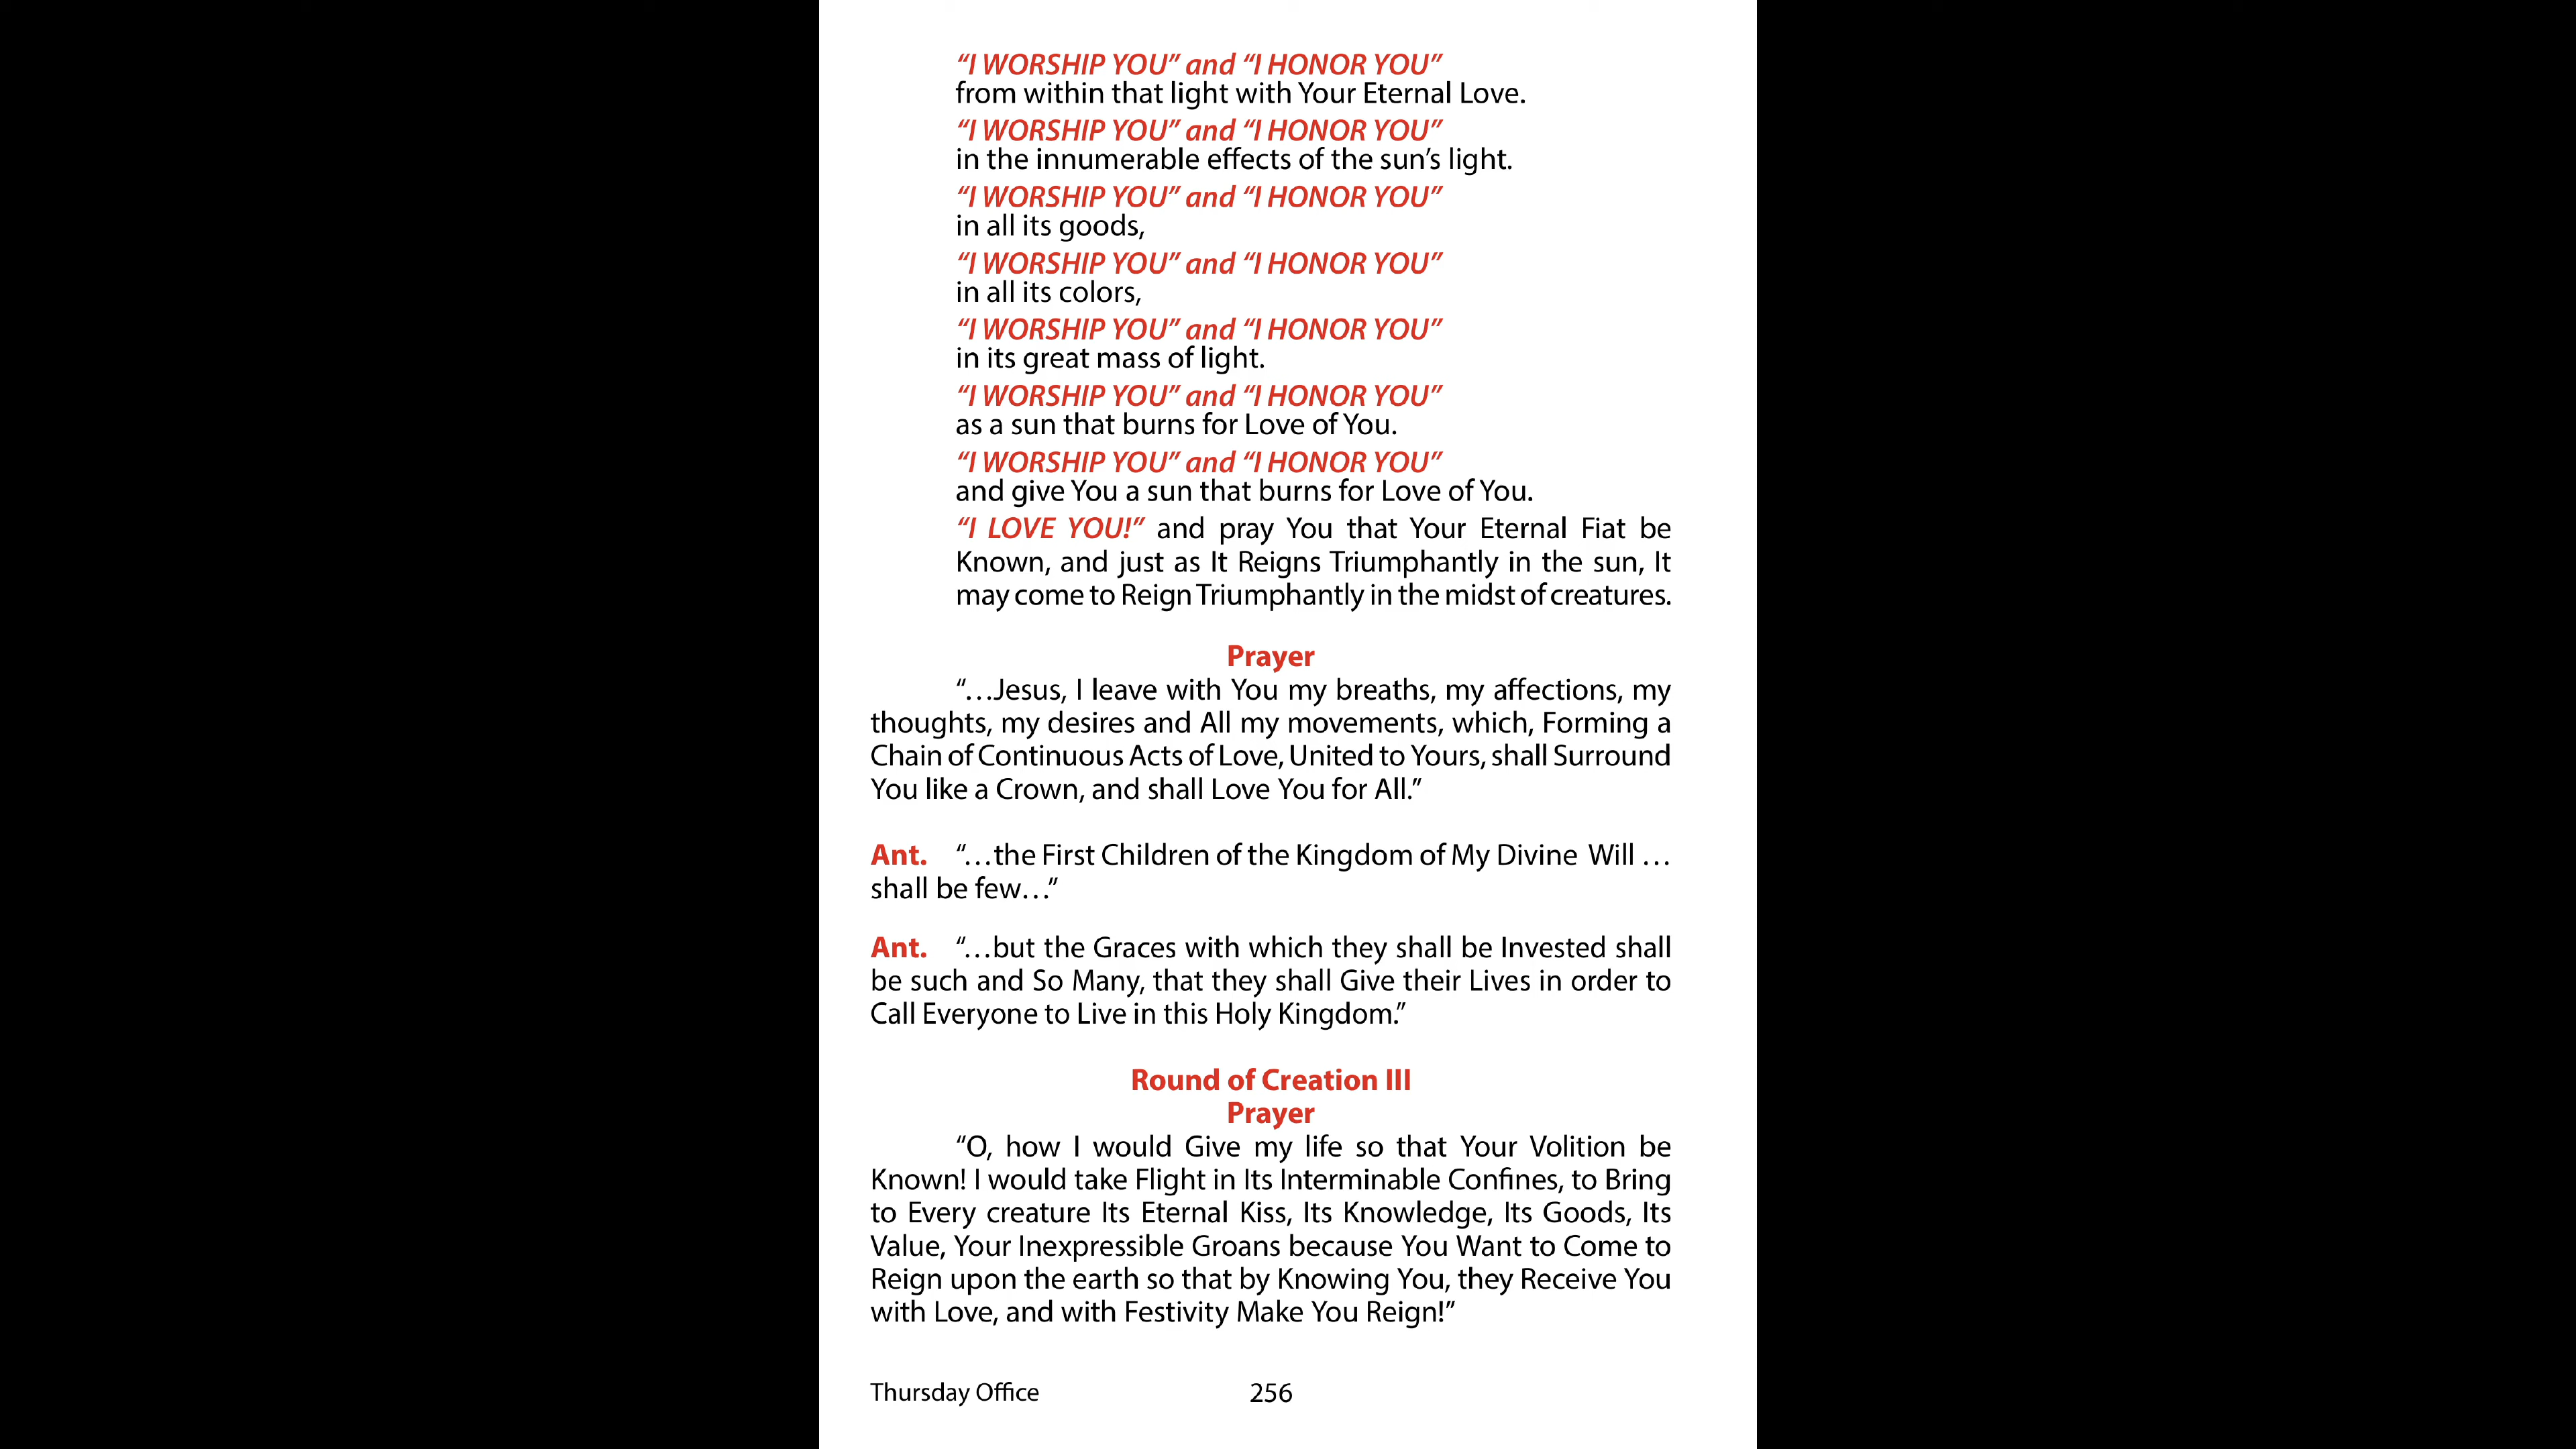 “I WORSHIP YOU” and “I HONOR YOU”
from within that light with Your Eternal Love.
“I WORSHIP YOU” and “I HONOR YOU”
in the innumerable effects of the sun’s light.
“I WORSHIP YOU” and “I HONOR YOU”
in all its goods,
“I WORSHIP YOU” and “I HONOR YOU”
in all its colors,
“I WORSHIP YOU” and “I HONOR YOU”
in its great mass of light.
“I WORSHIP YOU” and “I HONOR YOU”
as a sun that burns for Love of You.
“I WORSHIP YOU” and “I HONOR YOU”
and give You a sun that burns for Love of You.
“I LOVE YOU!” and pray You that Your Eternal Fiat be
Known, and just as It Reigns Triumphantly in the sun, It
may come to Reign Triumphantly in the midst of creatures.
Prayer
“…Jesus, I leave with You my breaths, my affections, my
thoughts, my desires and All my movements, which, Forming a
Chain of Continuous Acts of Love, United to Yours, shall Surround
You like a Crown, and shall Love You for All.”
Ant. “…the First Children of the Kingdom of My Divine Will …
shall be few…”
Ant. “…but the Graces with which they shall be Invested shall
be such and So Many, that they shall Give their Lives in order to
Call Everyone to Live in this Holy Kingdom.”
Round of Creation III
Prayer
“O, how I would Give my life so that Your Volition be
Known! I would take Flight in Its Interminable Confines, to Bring
to Every creature Its Eternal Kiss, Its Knowledge, Its Goods, Its
Value, Your Inexpressible Groans because You Want to Come to
Reign upon the earth so that by Knowing You, they Receive You
with Love, and with Festivity Make You Reign!”
Thursday Office 256